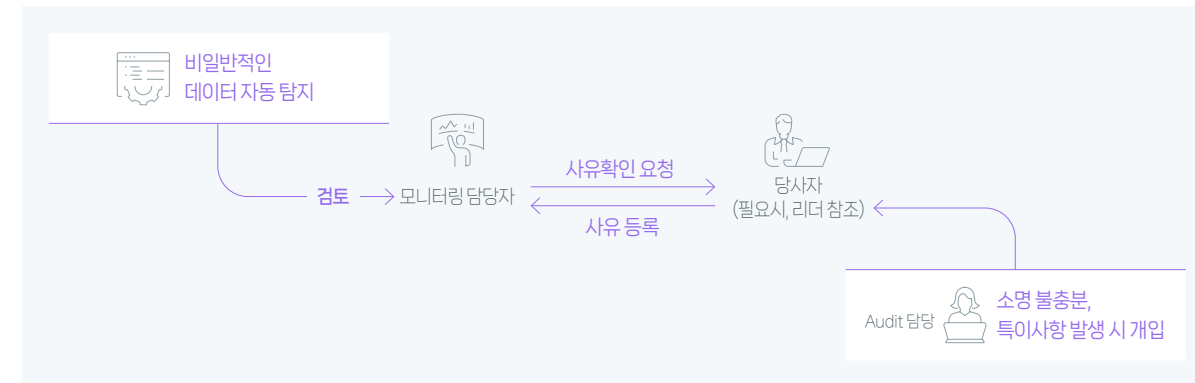 비일반적인
데이터 자동 탐지
검토
모니터링 담당자
사유확인 요청
사유 등록
당사자
(필요시, 리더 참조)
Audit 담당
소명 불충분,
특이사항 발생 시 개입